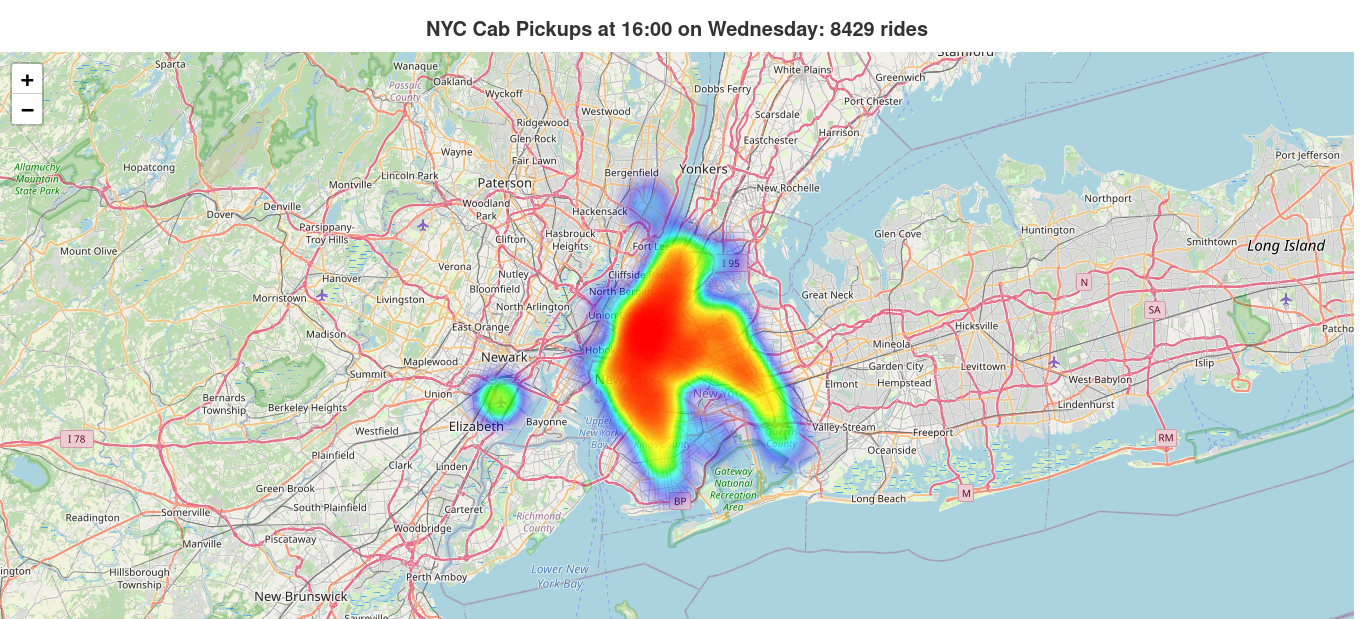 NYC Cab Pickups at 16:00 on Wednesday: 8429 rides
Stamford
Sparta
Wanaque
White Plains
+
Oakland
Greenwich
Passaic
County
Dobbs Ferry
Wyckoff
Port Chester
−
Westwood
Scarsdale
Ridgewood
Harrison
Glen Rock
Eastchester
Wayne
Fair Lawn
Port Jefferson
Allamuchy
Mountain
State Park
Hopatcong
Lincoln Park
Bergenfield
Yonkers
Montville
Paterson
New Rochelle
Northport
Woodland
Park
Denville
Dover
Hackensack
Parsippany-
Troy Hills
Hasbrouck
Heights
Clifton
Fort Lee
Glen Cove
Huntington
Smithtown
Long Island
Mount Olive
I 95
Verona
Nutley
Cliffside
Hanover
Bloomfield
North Ber
N
Morristown
Livingston
North Arlington
Great Neck
Union
SA
East Orange
Hicksville
Patcho
Madison
Hobo
Mineola
Newark
Maplewood
Garden City
Levittown
Islip
Summit
New
Elmont
Hempstead
West Babylon
Bernards
Township
Berkeley Heights
Union
New York
Lindenhurst
Elizabeth
Bayonne
Upper
New York
Bay
Valley Stream
Freeport
I 78
Westfield
County
County
RM
Oceanside
Plainfield
Clark
Linden
Gateway
National
Recreation
Area
Green Brook
M
Long Beach
BP
South Plainfield
Carteret
Readington
Somerville
Richmond
County
Woodbridge
Manville
Piscataway
ington
Hillsborough
Township
Perth Amboy
Lower New
York Bay
New Brunswick
Sayreville